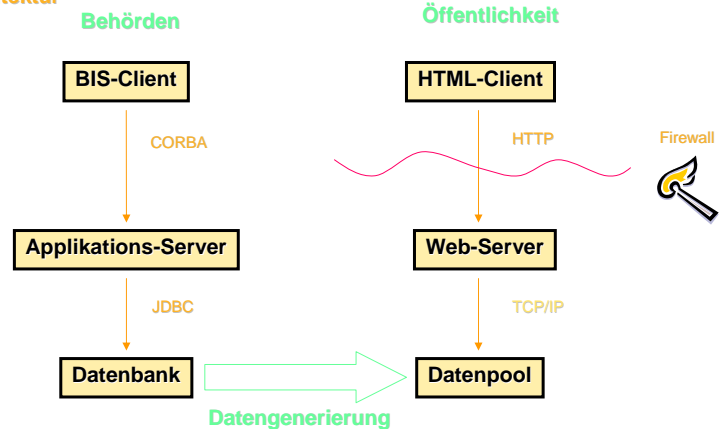 Behörden
Öffentlichkeit
BIS-Client
HTML-Client
CORBA
HTTP
Firewall
Applikations-Server
Web-Server
JDBC
TCP/IP
Datenbank
Datenpool
Datengenerierung